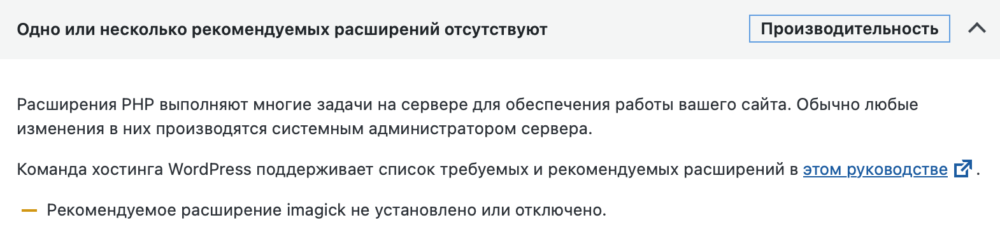 Одно или несколько рекомендуемых расширений отсутствуют
Производительность
Расширения PHP выполняют многие задачи на сервере для обеспечения работы вашего сайта. Обычно любые
изменения в них производятся системным администратором сервера.
Команда хостинга WordPress поддерживает список требуемых и рекомендуемых расширений в этом руководстве .
Рекомендуемое расширение imagick не установлено или отключено.